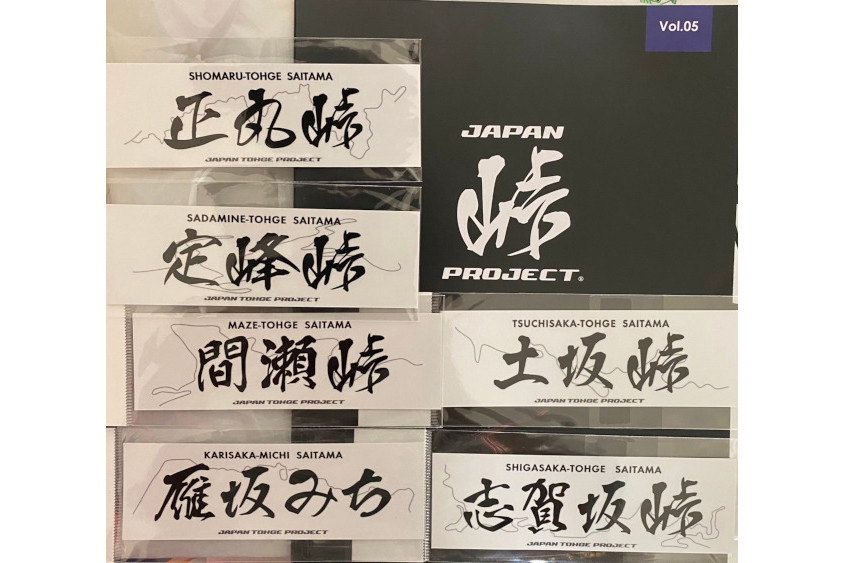 Vol.05
JAPAN
峠
PROJECT®
SHOMARU-TOHGE SAITAMA
正丸峠
JAPAN TOHGE PROJECT
SADAMINE-TOHGE SAITAMA
定峰峠
JAPAN TOHGE PROJECT
MAZE-TOHGE SAITAMA
間瀬峠
JAPAN TOHGE PROJECT
TSUCHISAKA-TOHGE SAITAMA
土坂峠
JAPAN TOHGE PROJECT
KARISAKA-MICHI SAITAMA
雁坂みち
JAPAN TOHGE PROJECT
SHIGASAKA-TOHGE SAITAMA
志賀坂峠
JAPAN TOHGE PROJECT